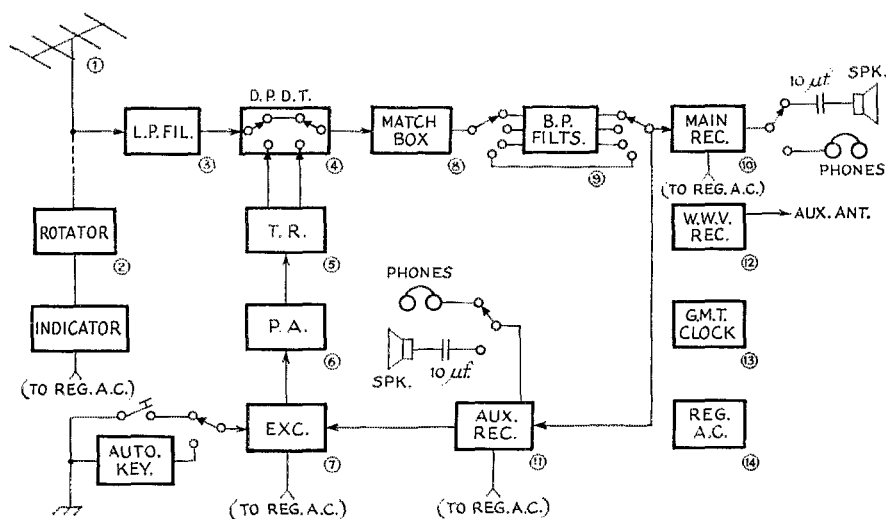 ①
D.P.D.T.
10 µf.
SPK.
L.P.FIL.
③
④
MATCH
BOX
⑧
B.P.
FILTS.
⑨
MAIN
REC.
⑩
PHONES
(TO REG.A.C.)
ROTATOR
②
T.R.
⑤
W.W.V.
REC.
⑫
AUX. ANT.
INDICATOR
(TO REG.A.C.)
P.A.
⑥
PHONES
SPK.
10 µf.
G.M.T.
CLOCK
⑬
AUTO.
KEY.
EXC.
⑦
(TO REG.A.C.)
AUX.
REC.
⑪
(TO REG.A.C.)
REG.
A.C.
⑭